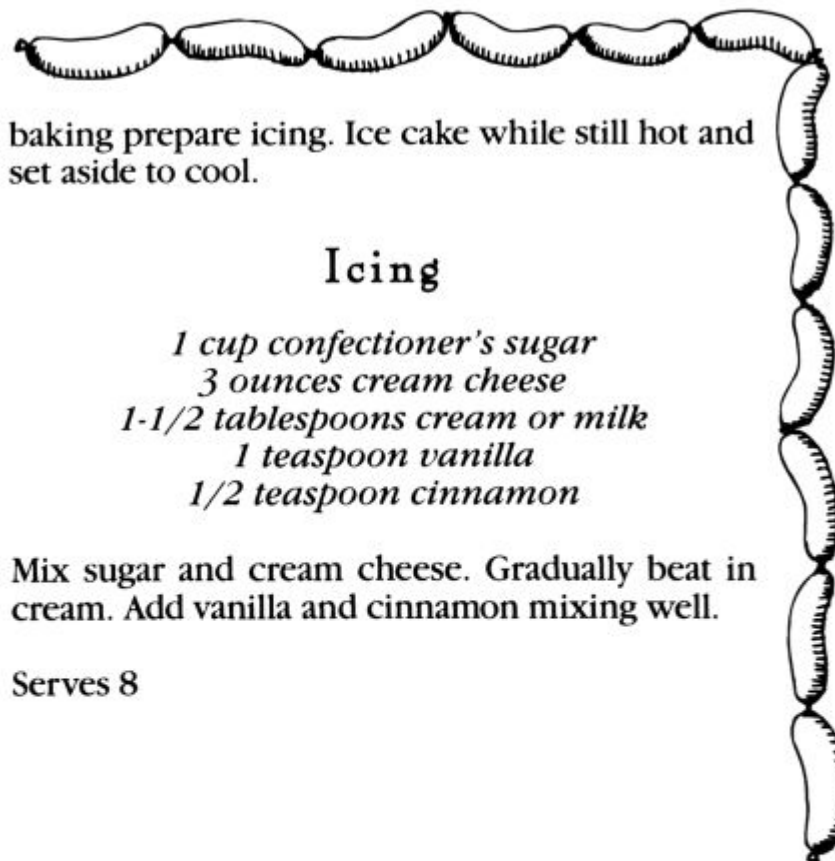 baking prepare icing. Ice cake while still hot and
set aside to cool.
Icing
1 cup confectioner's sugar
3 ounces cream cheese
1-1/2 tablespoons cream or milk
1 teaspoon vanilla
1/2 teaspoon cinnamon
Mix sugar and cream cheese. Gradually beat in
cream. Add vanilla and cinnamon mixing well.
Serves 8